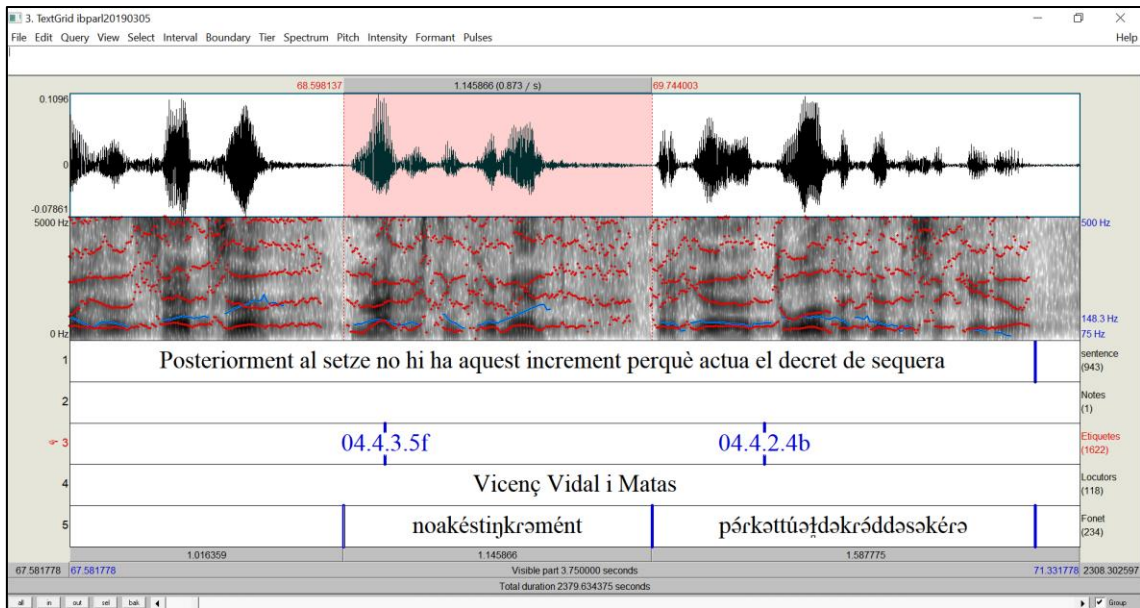 3. TextGrid ibparl20190305
File Edit Query View Select Interval Boundary Tier Spectrum Pitch Intensity Formant Pulses Help
68.598137 1.145866 (0.873 / s) 69.744003
0.1096
0
-0.07861
5000 Hz 500 Hz
148.3 Hz
0 Hz 75 Hz
1 Posteriorment al setze no hi ha aquest increment perquè actua el decret de sequera sentence
(943)
2 Notes
(1)
3 04.4.3.5f 04.4.2.4b Etiquetes
(1622)
4 Vicenç Vidal i Matas Locutors
(118)
5 noakéstiŋkɾəmént Fonet
(234)
1.016359 1.145866 1.587775
67.581778 67.581778 Visible part 3.750000 seconds 71.331778 2308.302597
Total duration 2379.634375 seconds
all in out sel bak Group